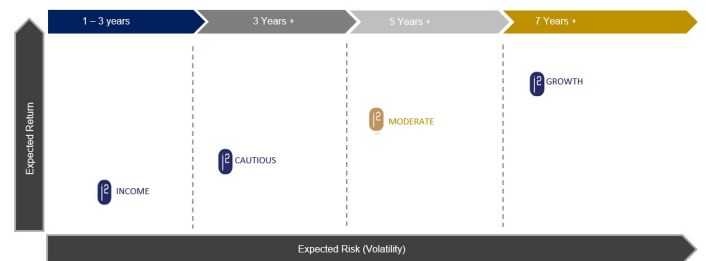 1 – 3 years
3 Years +
5 Years +
7 Years +
Expected Return
GROWTH
MODERATE
CAUTIOUS
INCOME
Expected Risk (Volatility)